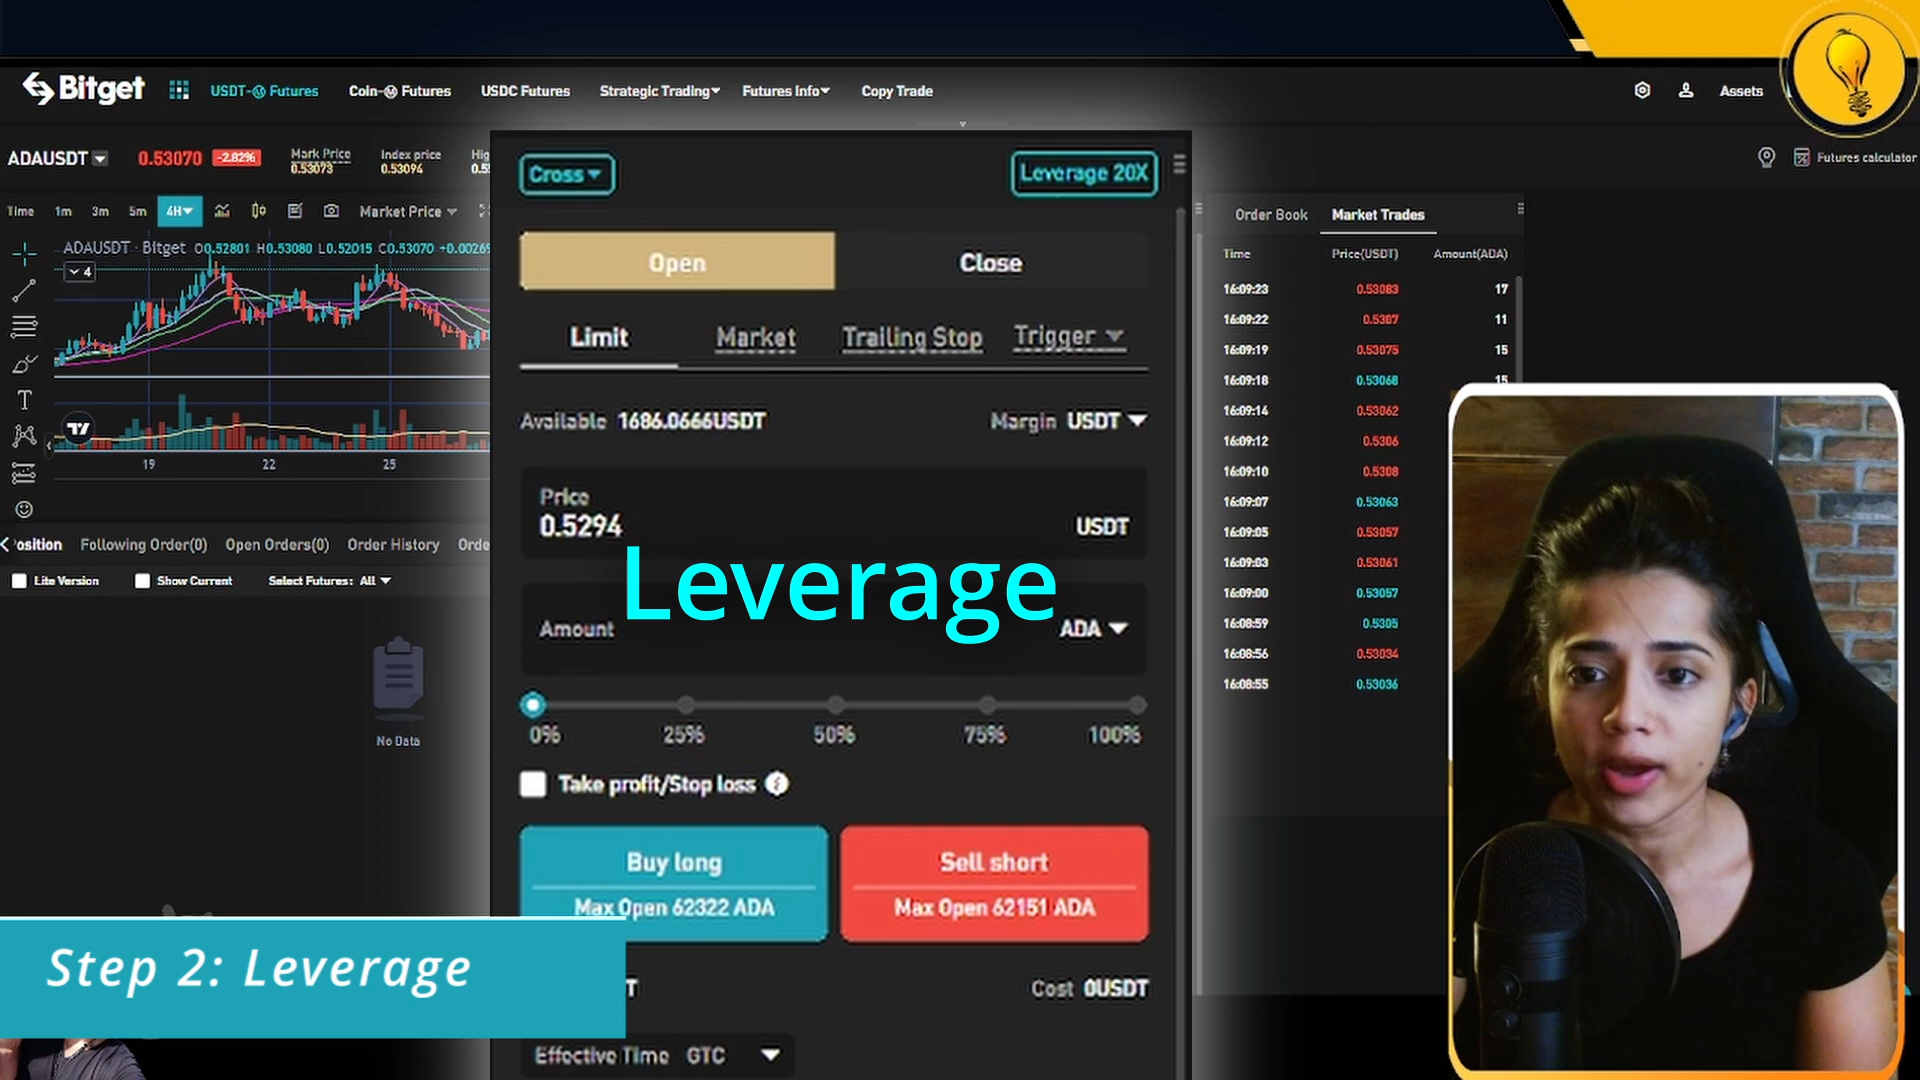 Bitget
USDT-Ⓜ Futures
Coin-Ⓜ Futures
USDC Futures
Strategic Trading
Futures Info
Copy Trade
Assets
ADAUSDT
0.53070
-2.82%
Mark Price
0.53073
Index price
0.53094
Futures calculator
Time
1m
3m
5m
4H
Market Price
ADAUSDT · Bitget O0.52801 H0.53080 L0.52015 C0.53070
4
19
22
25
osition
Following Order(0)
Open Orders(0)
Order History
Orde
Lite Version
Show Current
Select Futures: All
No Data
Cross
Leverage 20X
Open
Close
Limit
Market
Trailing Stop
Trigger
Available 1686.0666USDT
Margin USDT
Price
0.5294
USDT
Leverage
Amount
ADA
0%
25%
50%
75%
100%
Take profit/Stop loss
Buy long
Max Open 62322 ADA
Sell short
Max Open 62151 ADA
T
Cost 0USDT
Effective Time GTC
Order Book
Market Trades
Time Price(USDT) Amount(ADA)
16:09:23 0.53083 17
16:09:22 0.5307 11
16:09:19 0.53075 15
16:09:18 0.53068 15
16:09:14 0.53062
16:09:12 0.5306
16:09:10 0.5308
16:09:07 0.53063
16:09:05 0.53057
16:09:03 0.53061
16:09:00 0.53057
16:08:59 0.5305
16:08:56 0.53034
16:08:55 0.53036
Step 2: Leverage